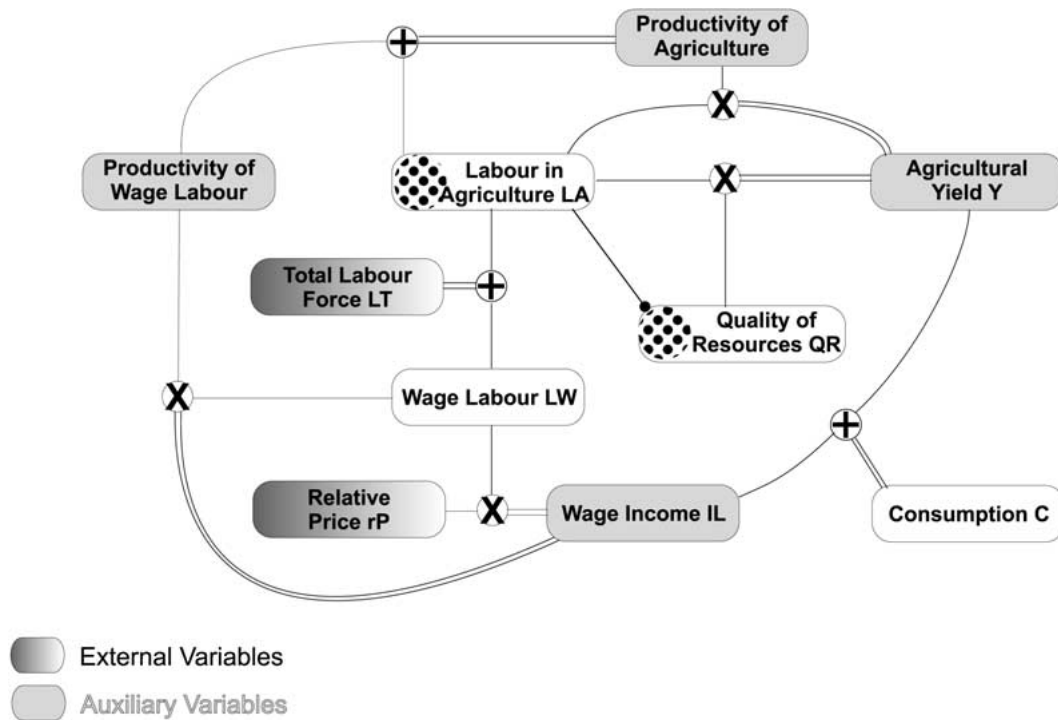 Productivity of
Agriculture
+
X
Productivity of
Wage Labour
Labour in
Agriculture LA
X
Agricultural
Yield Y
Total Labour
Force LT
+
Quality of
Resources QR
X
Wage Labour LW
+
Relative
Price rP
X
Wage Income IL
Consumption C
External Variables
Auxiliary Variables